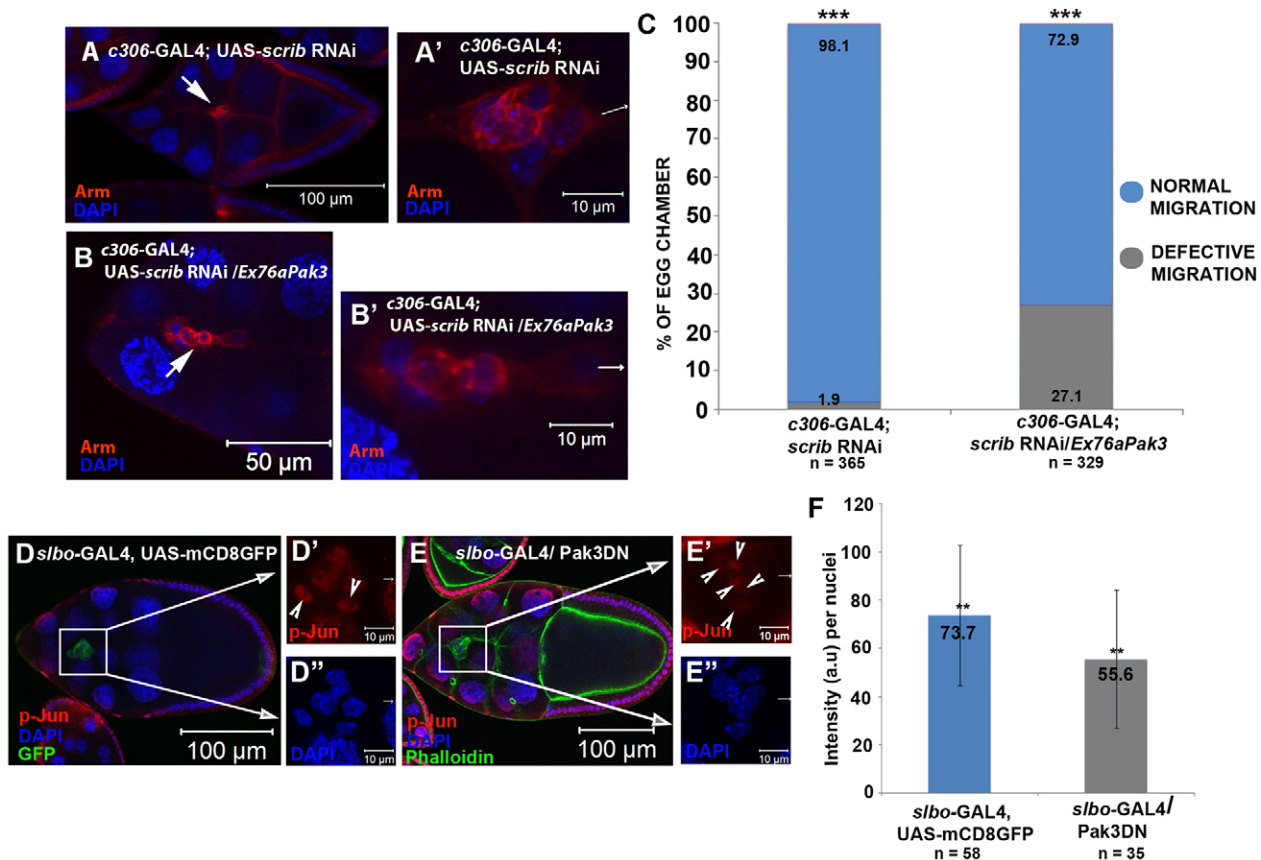 A
c306-GAL4; UAS-scrib RNAi
Arm
DAPI
100 µm
A'
c306-GAL4;
UAS-scrib RNAi
Arm
DAPI
10 µm
B
c306-GAL4;
UAS-scrib RNAi /Ex76aPak3
Arm
DAPI
50 µm
B'
c306-GAL4;
UAS-scrib RNAi /Ex76aPak3
Arm
DAPI
10 µm
C
% OF EGG CHAMBER
100
90
80
70
60
50
40
30
20
10
0
***
98.1
1.9
***
72.9
27.1
c306-GAL4;
scrib RNAi
n = 365
c306-GAL4;
scrib RNAi/Ex76aPak3
n = 329
NORMAL
MIGRATION
DEFECTIVE
MIGRATION
D
slbo-GAL4, UAS-mCD8GFP
p-Jun
DAPI
GFP
100 µm
D'
p-Jun
10 µm
D"
DAPI
10 µm
E
slbo-GAL4/ Pak3DN
p-Jun
DAPI
Phalloidin
100 µm
E'
p-Jun
10 µm
E"
DAPI
10 µm
F
Intensity (a.u) per nuclei
120
100
80
60
40
20
0
**
73.7
**
55.6
slbo-GAL4,
UAS-mCD8GFP
n = 58
slbo-GAL4/
Pak3DN
n = 35